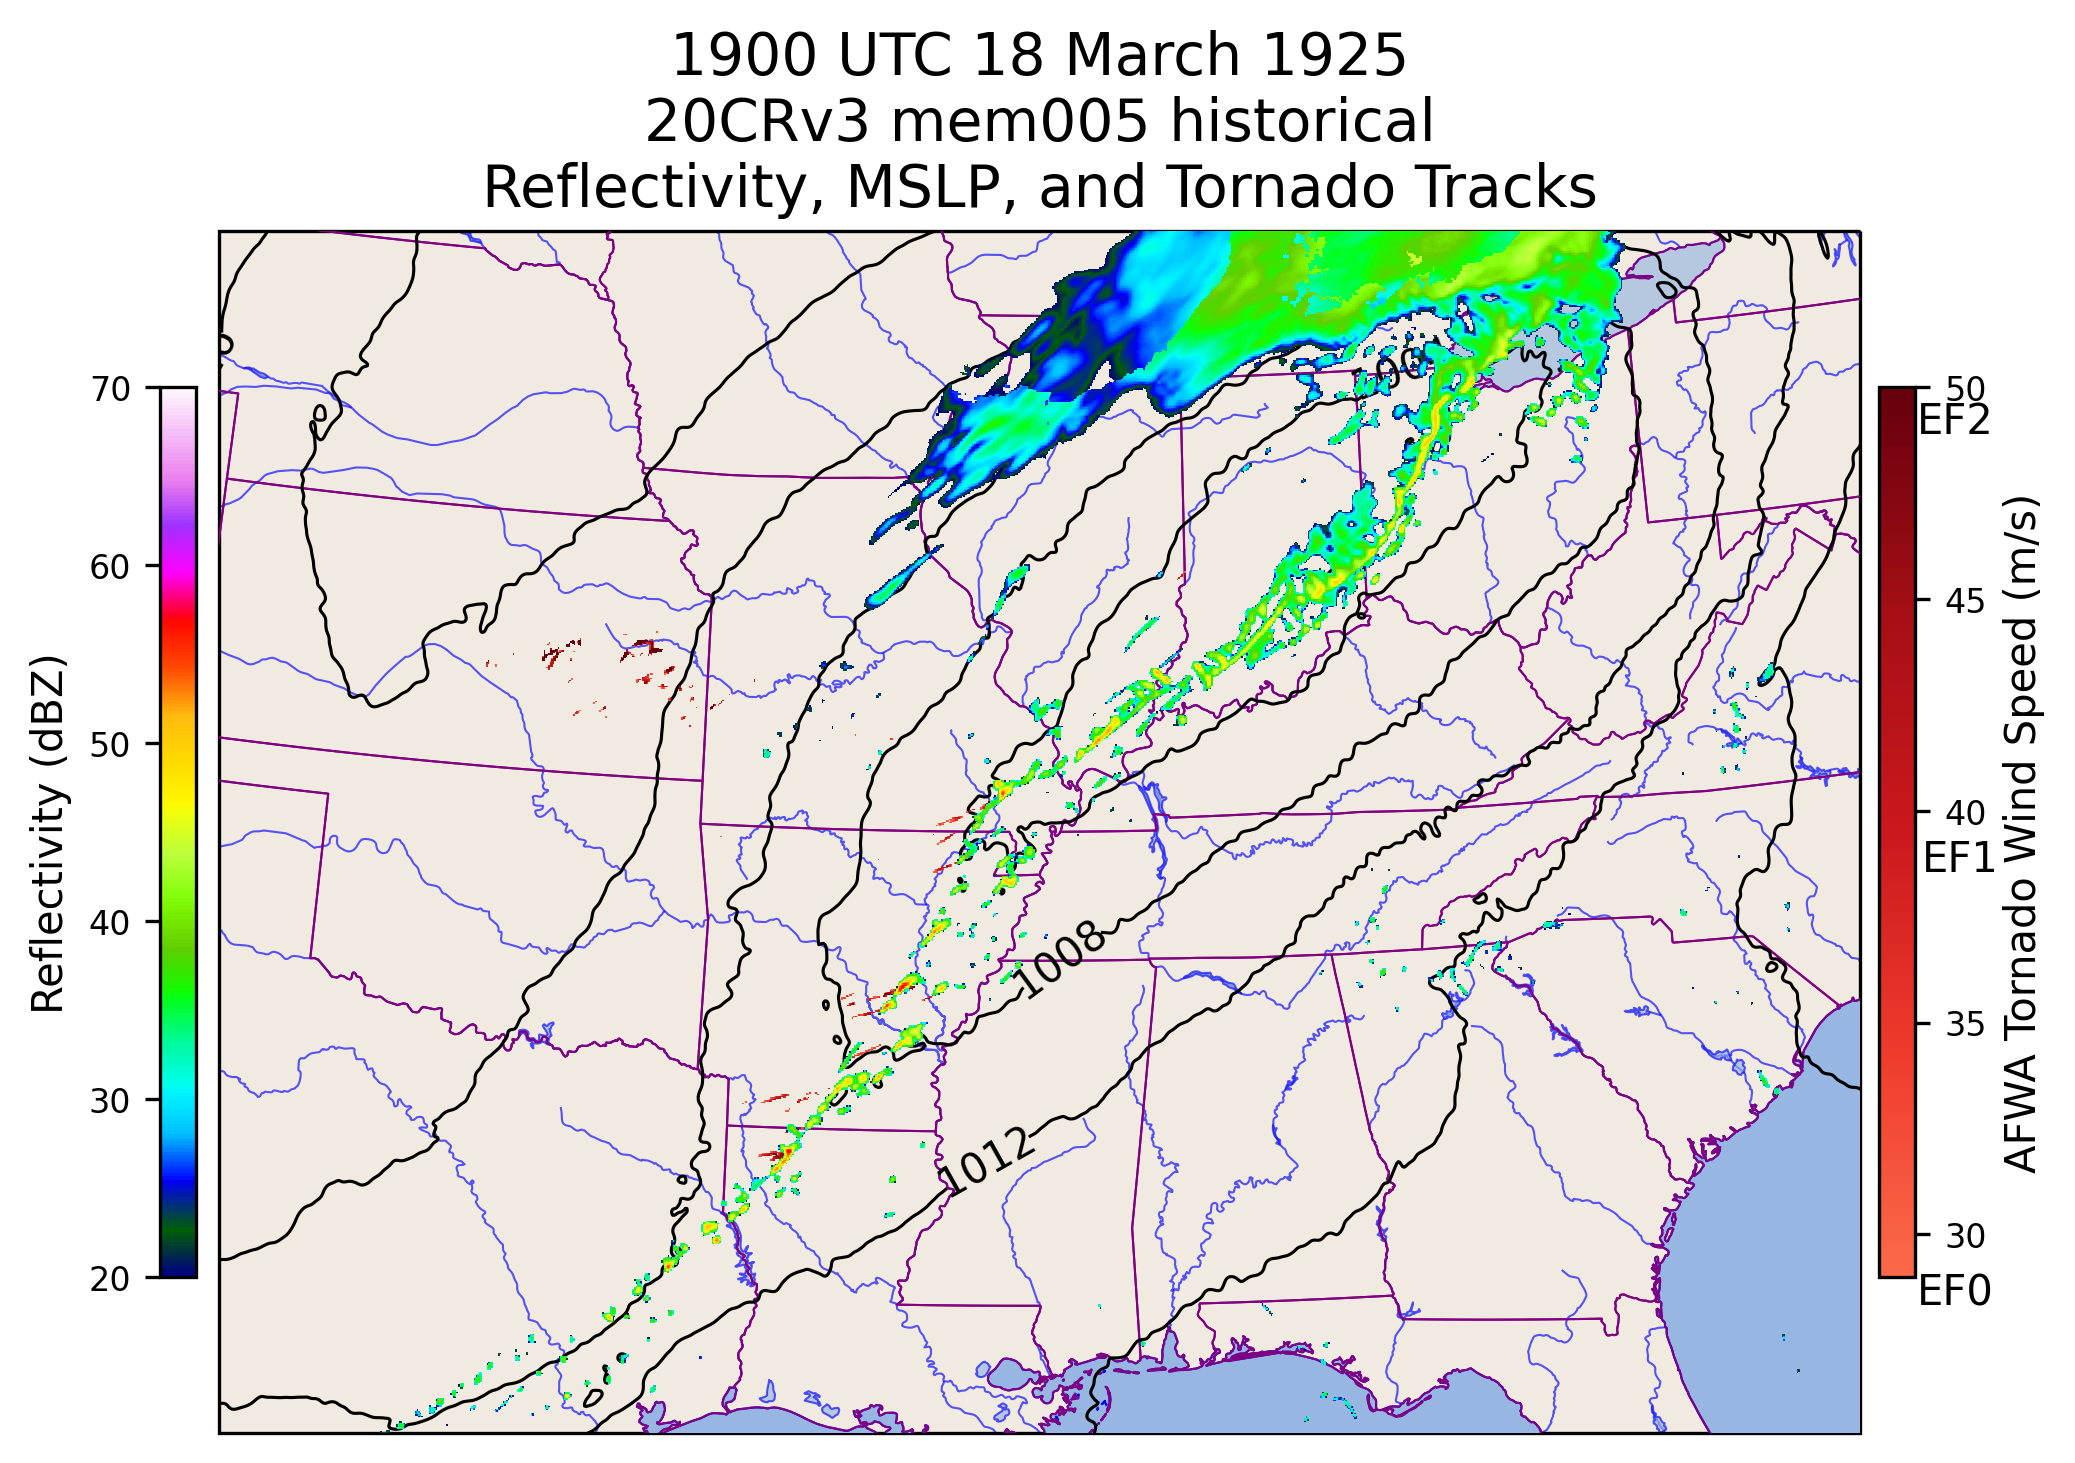 1900 UTC 18 March 1925
20CRv3 mem005 historical
Reflectivity, MSLP, and Tornado Tracks
70
60
50
40
30
20
Reflectivity (dBZ)
1008
1012
50
EF2
45
40
EF1
35
30
EF0
AFWA Tornado Wind Speed (m/s)